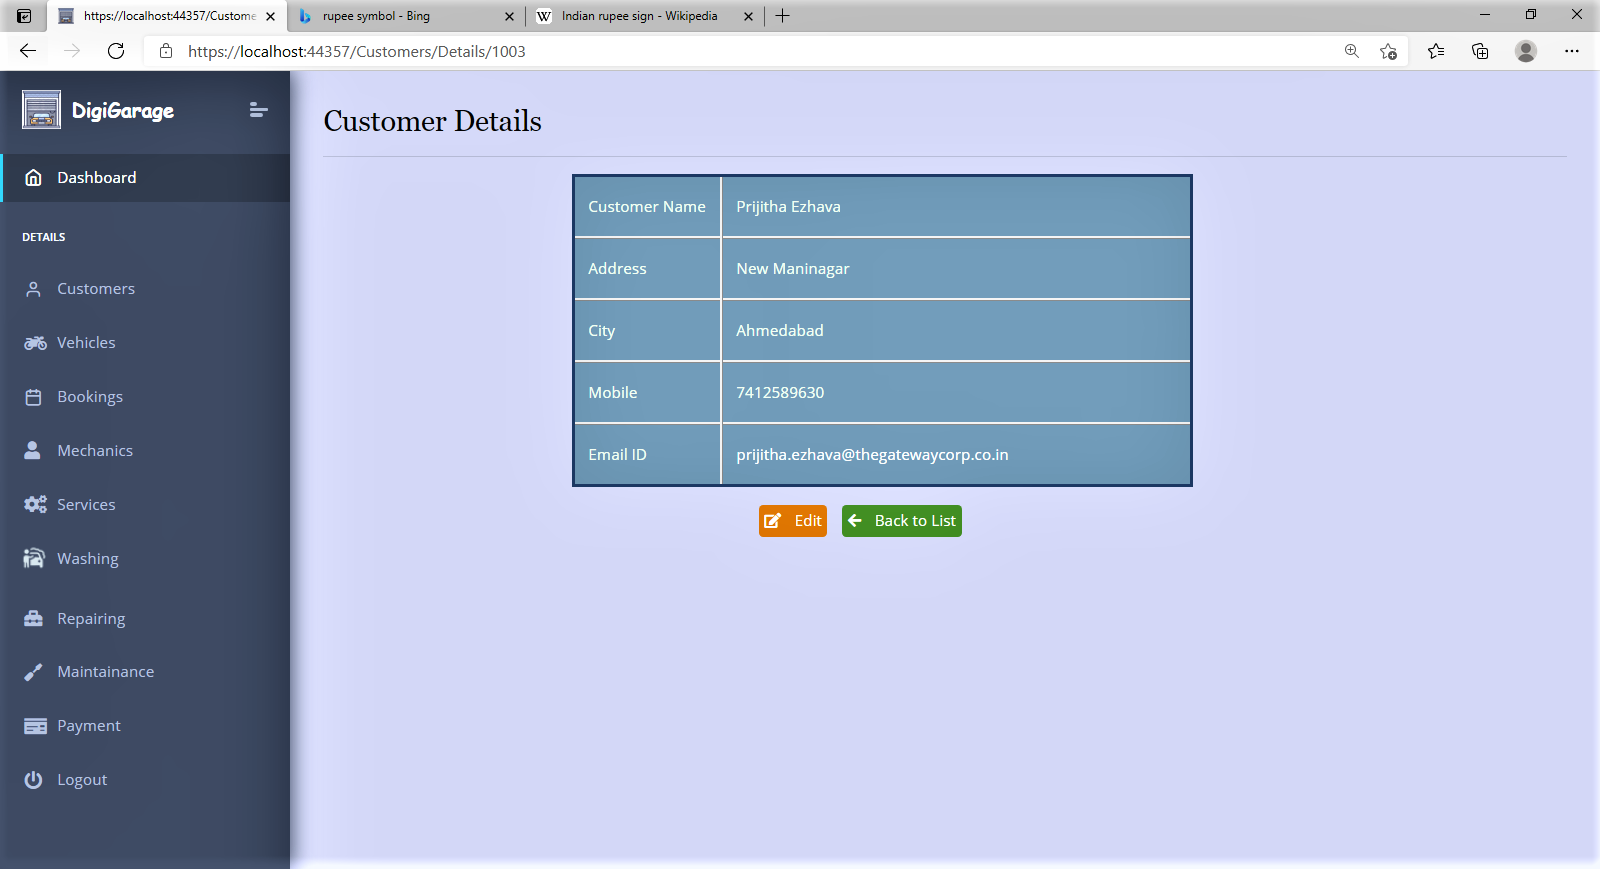 https://localhost:44357/Custome
rupee symbol - Bing
Indian rupee sign - Wikipedia
https://localhost:44357/Customers/Details/1003
DigiGarage
Dashboard
DETAILS
Customers
Vehicles
Bookings
Mechanics
Services
Washing
Repairing
Maintainance
Payment
Logout
Customer Details
Customer Name Prijitha Ezhava
Address New Maninagar
City Ahmedabad
Mobile 7412589630
Email ID prijitha.ezhava@thegatewaycorp.co.in
Edit Back to List